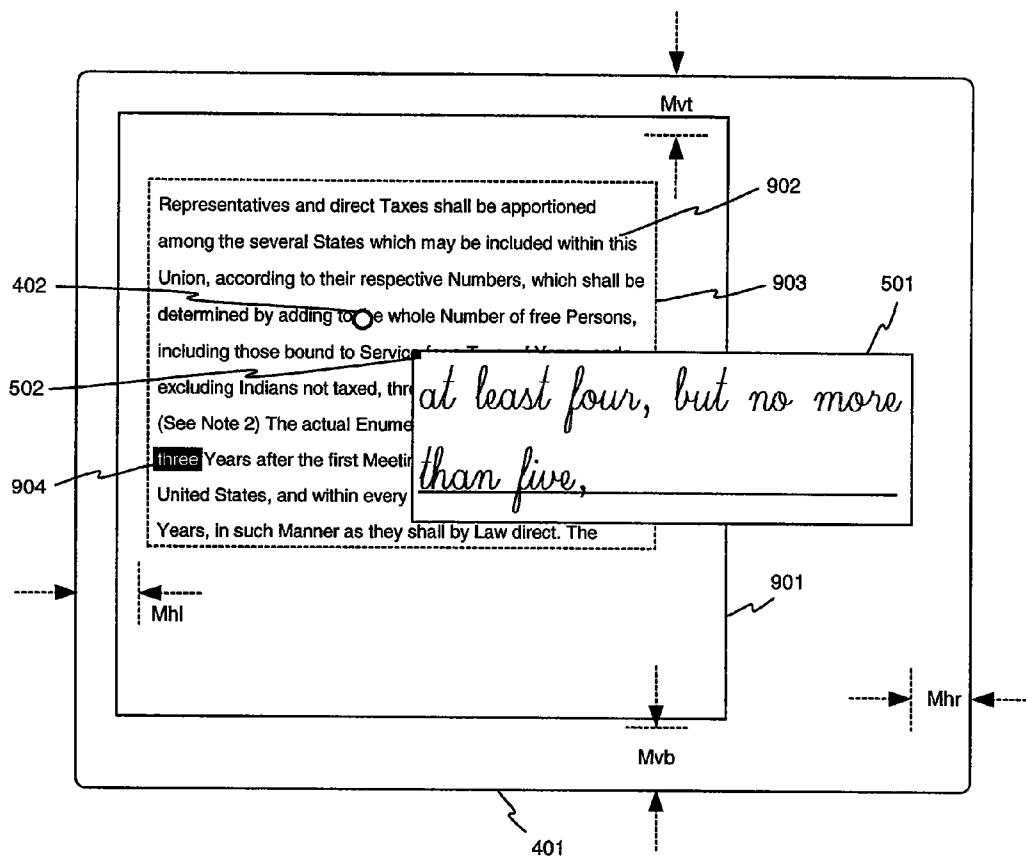 Mvt
902
Representatives and direct Taxes shall be apportioned
among the several States which may be included within this
Union, according to their respective Numbers, which shall be
402
903
501
determined by adding to e whole Number of free Persons,
including those bound to Service
502
excluding Indians not taxed, thre
at least four, but no more
(See Note 2) The actual Enume
three Years after the first Meetin
than five,
904
United States, and within every
Years, in such Manner as they shall by Law direct. The
901
Mhl
Mhr
Mvb
401